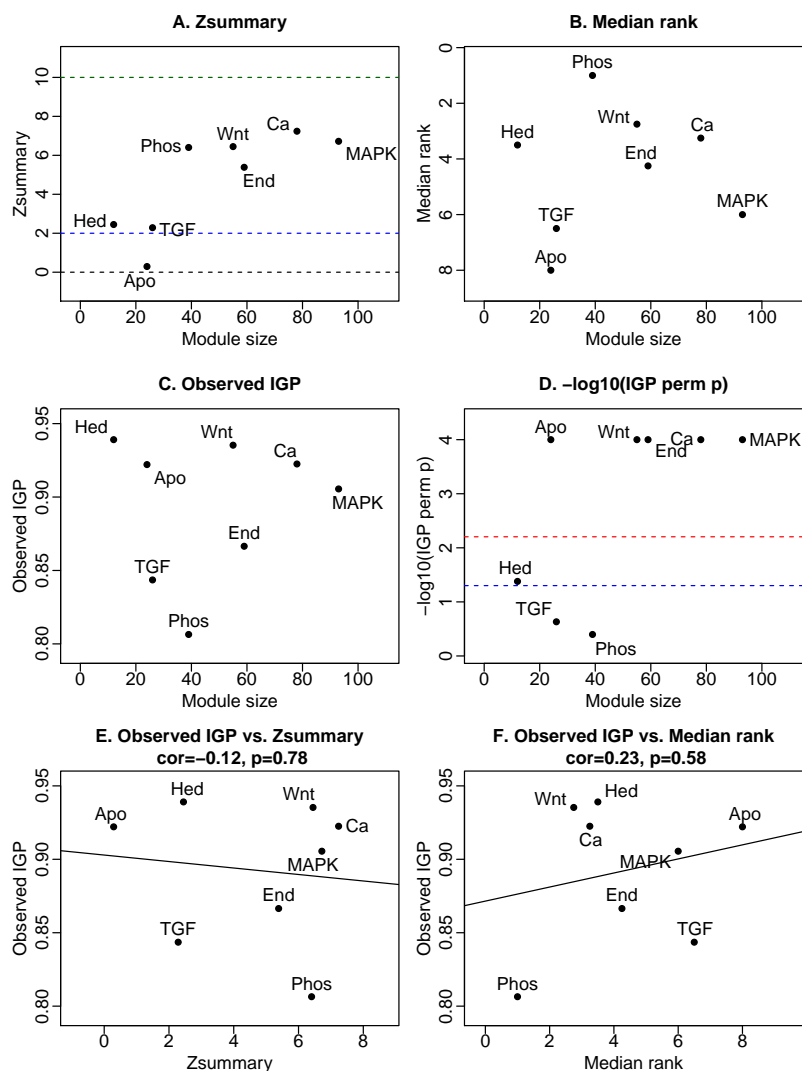 A. Zsummary
Zsummary
0 2 4 6 8 10
Hed
TGF
Apo
Phos
Wnt
End
Ca
MAPK
0 20 40 60 80 100
Module size
B. Median rank
Median rank
0 2 4 6 8
Phos
Hed
Wnt
Ca
End
TGF
MAPK
Apo
0 20 40 60 80 100
Module size
C. Observed IGP
Observed IGP
0.80 0.85 0.90 0.95
Hed
Wnt
Apo
Ca
MAPK
End
TGF
Phos
0 20 40 60 80 100
Module size
D. −log10(IGP perm p)
−log10(IGP perm p)
0 1 2 3 4
Apo
Wnt
End
Ca
MAPK
Hed
TGF
Phos
0 20 40 60 80 100
Module size
E. Observed IGP vs. Zsummary
cor=−0.12, p=0.78
Observed IGP
0.80 0.85 0.90 0.95
Apo
Hed
Wnt
Ca
MAPK
End
TGF
Phos
0 2 4 6 8
Zsummary
F. Observed IGP vs. Median rank
cor=0.23, p=0.58
Observed IGP
0.80 0.85 0.90 0.95
Wnt
Hed
Ca
Apo
MAPK
End
TGF
Phos
0 2 4 6 8
Median rank